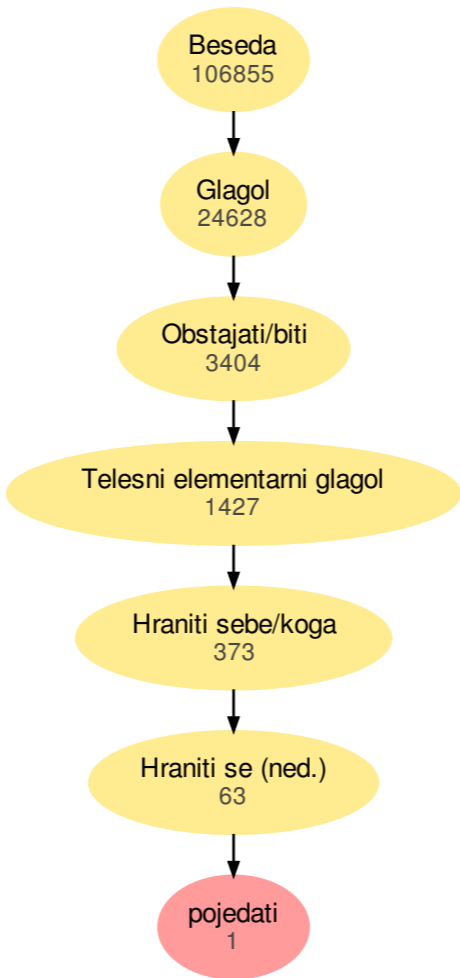 Beseda
106855
Glagol
24628
Obstajati/biti
3404
Telesni elementarni glagol
1427
Hraniti sebe/koga
373
Hraniti se (ned.)
63
pojedati
1